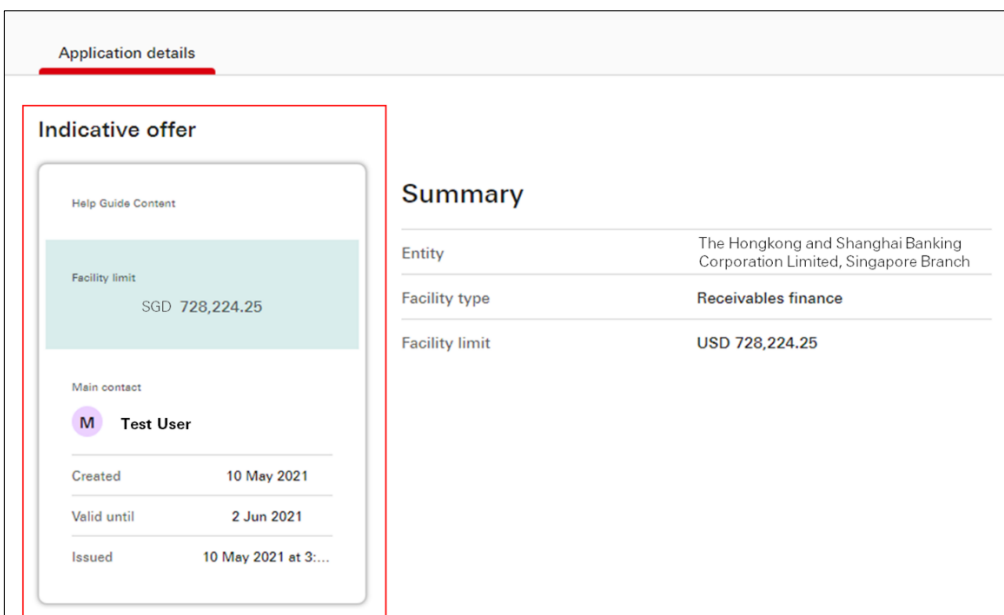 Application details
Indicative offer
Help Guide Content
Facility limit
SGD 728,224.25
Main contact
M Test User
Created 10 May 2021
Valid until 2 Jun 2021
Issued 10 May 2021 at 3:...
Summary
Entity The Hongkong and Shanghai Banking
Corporation Limited, Singapore Branch
Facility type Receivables finance
Facility limit USD 728,224.25